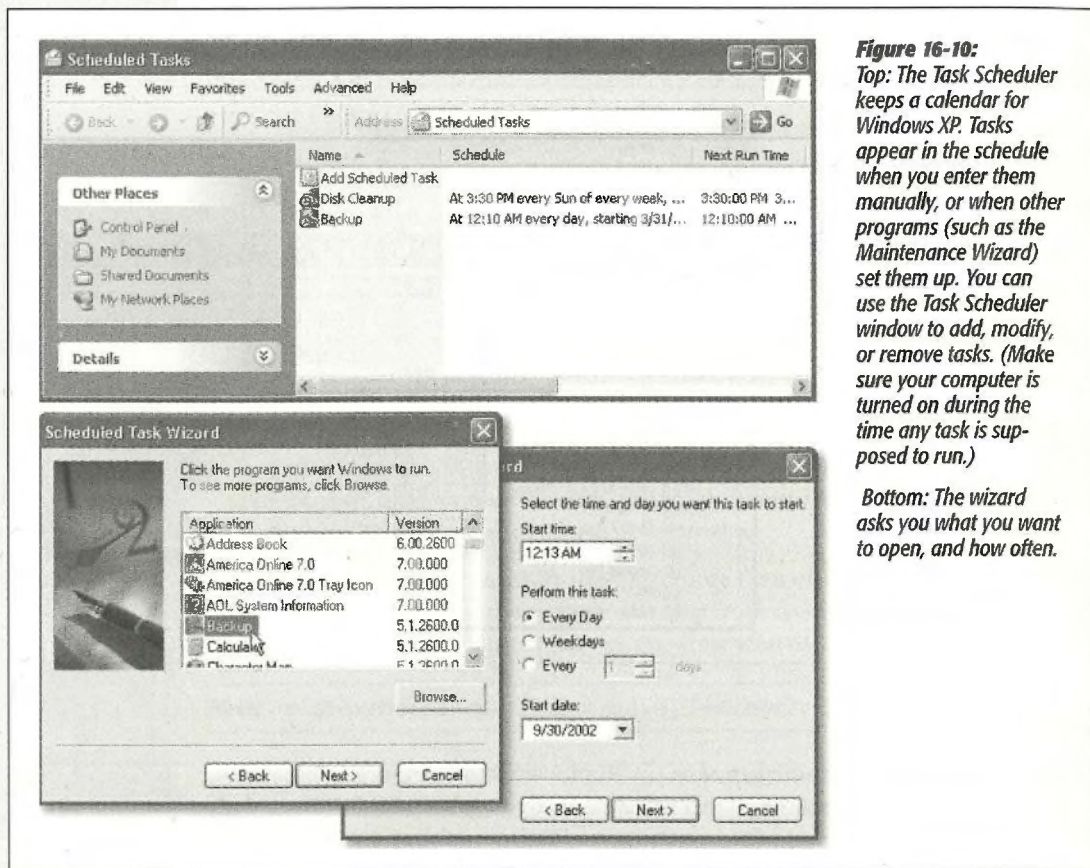 Scheduled Tasks
File Edit View Favorites Tools Advanced Help
Back Search » Address Scheduled Tasks Go
Other Places
Control Panel
My Documents
Shared Documents
My Network Places
Details
Name Schedule Next Run Time
Add Scheduled Task
Disk Cleanup At 3:30 PM every Sun of every week, ... 3:30:00 PM 3...
Backup At 12:10 AM every day, starting 3/31/... 12:10:00 AM ...
Scheduled Task Wizard
Click the program you want Windows to run.
To see more programs, click Browse.
Application Version
Address Book 6.00.2600
America Online 7.0 7.00.000
America Online 7.0 Tray Icon 7.00.000
AOL System Information 7.00.000
Backup 5.1.2600.0
Calculator 5.1.2600.0
Character Map 5.1.2600.0
Browse...
< Back Next > Cancel
rd
Select the time and day you want this task to start.
Start time:
12:13 AM
Perform this task:
Every Day
Weekdays
Every 1 days
Start date:
9/30/2002
< Back Next > Cancel
Figure 16-10:
Top: The Task Scheduler
keeps a calendar for
Windows XP. Tasks
appear in the schedule
when you enter them
manually, or when other
programs (such as the
Maintenance Wizard)
set them up. You can
use the Task Scheduler
window to add, modify,
or remove tasks. (Make
sure your computer is
turned on during the
time any task is sup-
posed to run.)
Bottom: The wizard
asks you what you want
to open, and how often.